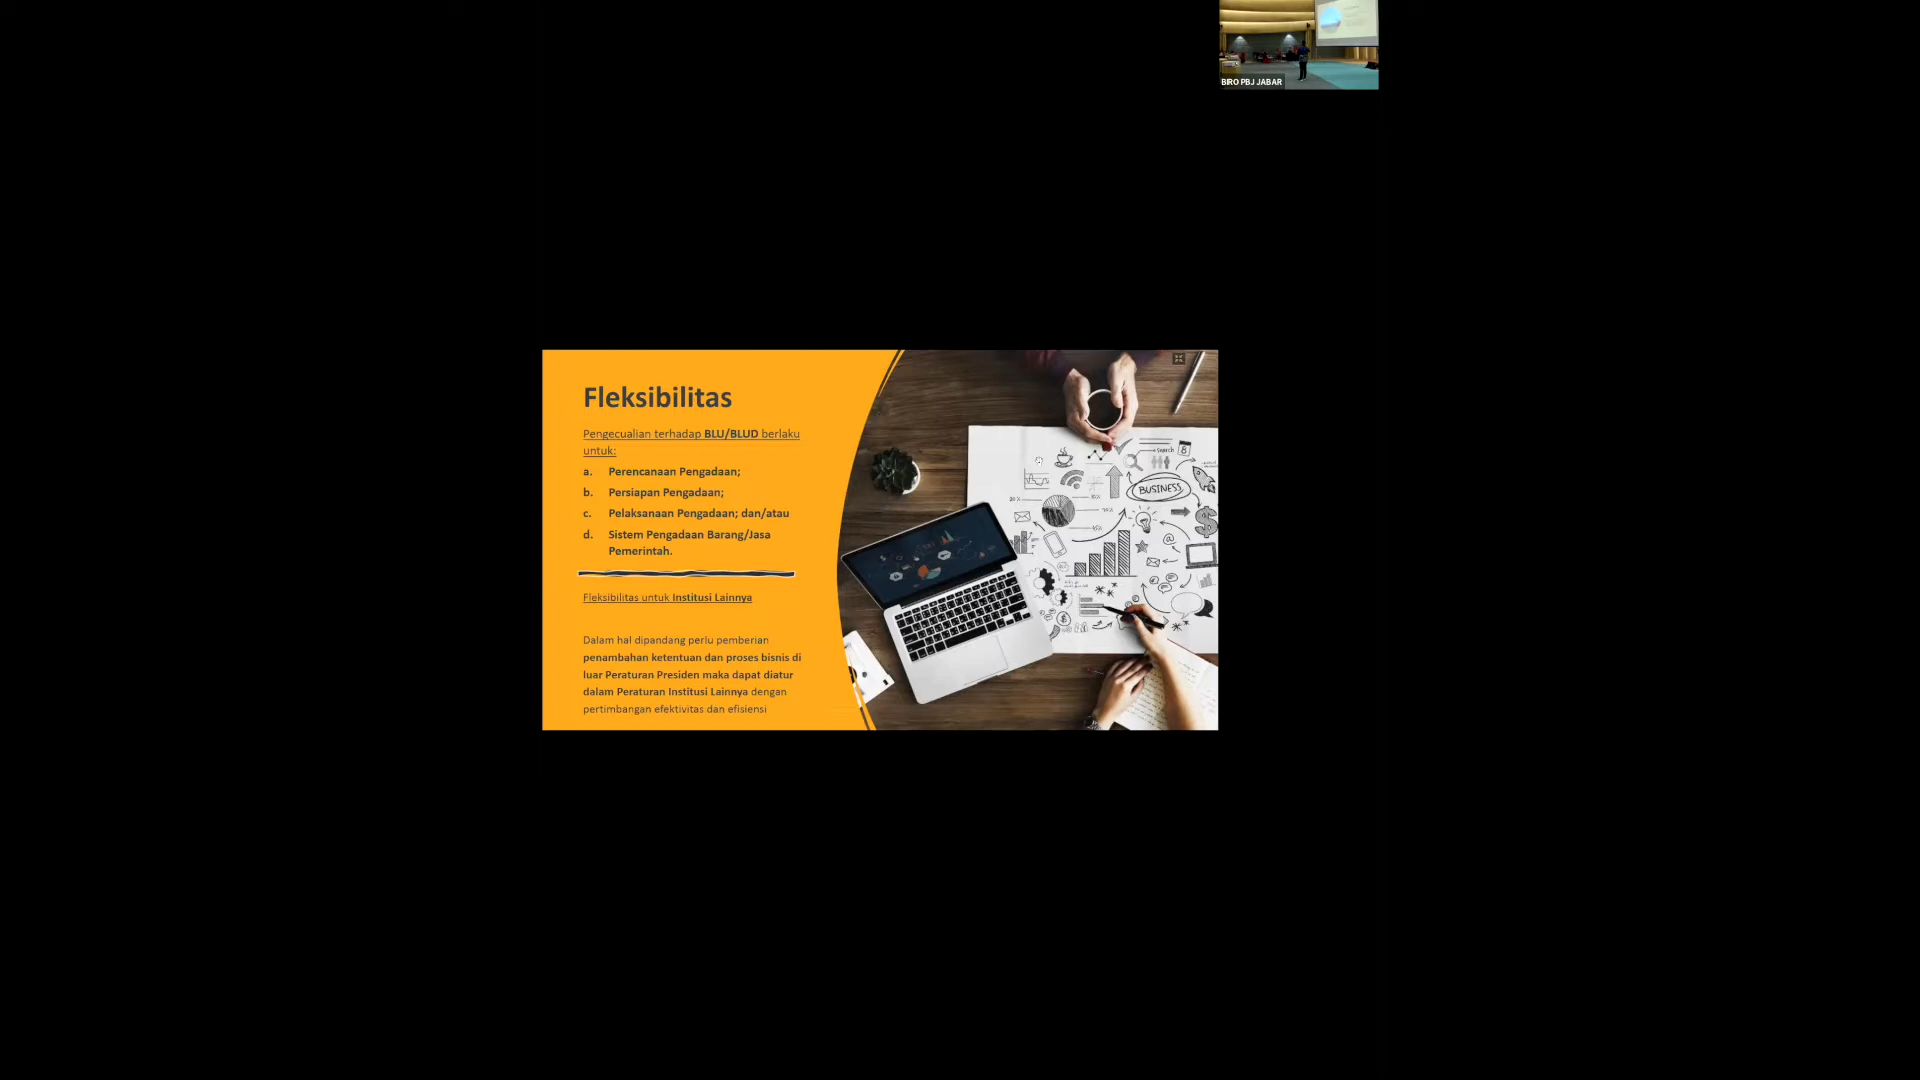 BIRO PBJ JABAR
Fleksibilitas
Pengecualian terhadap BLU/BLUD berlaku
untuk:
a. Perencanaan Pengadaan;
b. Persiapan Pengadaan;
c. Pelaksanaan Pengadaan; dan/atau
d. Sistem Pengadaan Barang/Jasa
Pemerintah.
Fleksibilitas untuk Institusi Lainnya
Dalam hal dipandang perlu pemberian
penambahan ketentuan dan proses bisnis di
luar Peraturan Presiden maka dapat diatur
dalam Peraturan Institusi Lainnya dengan
pertimbangan efektivitas dan efisiensi
Search
BUSINESS